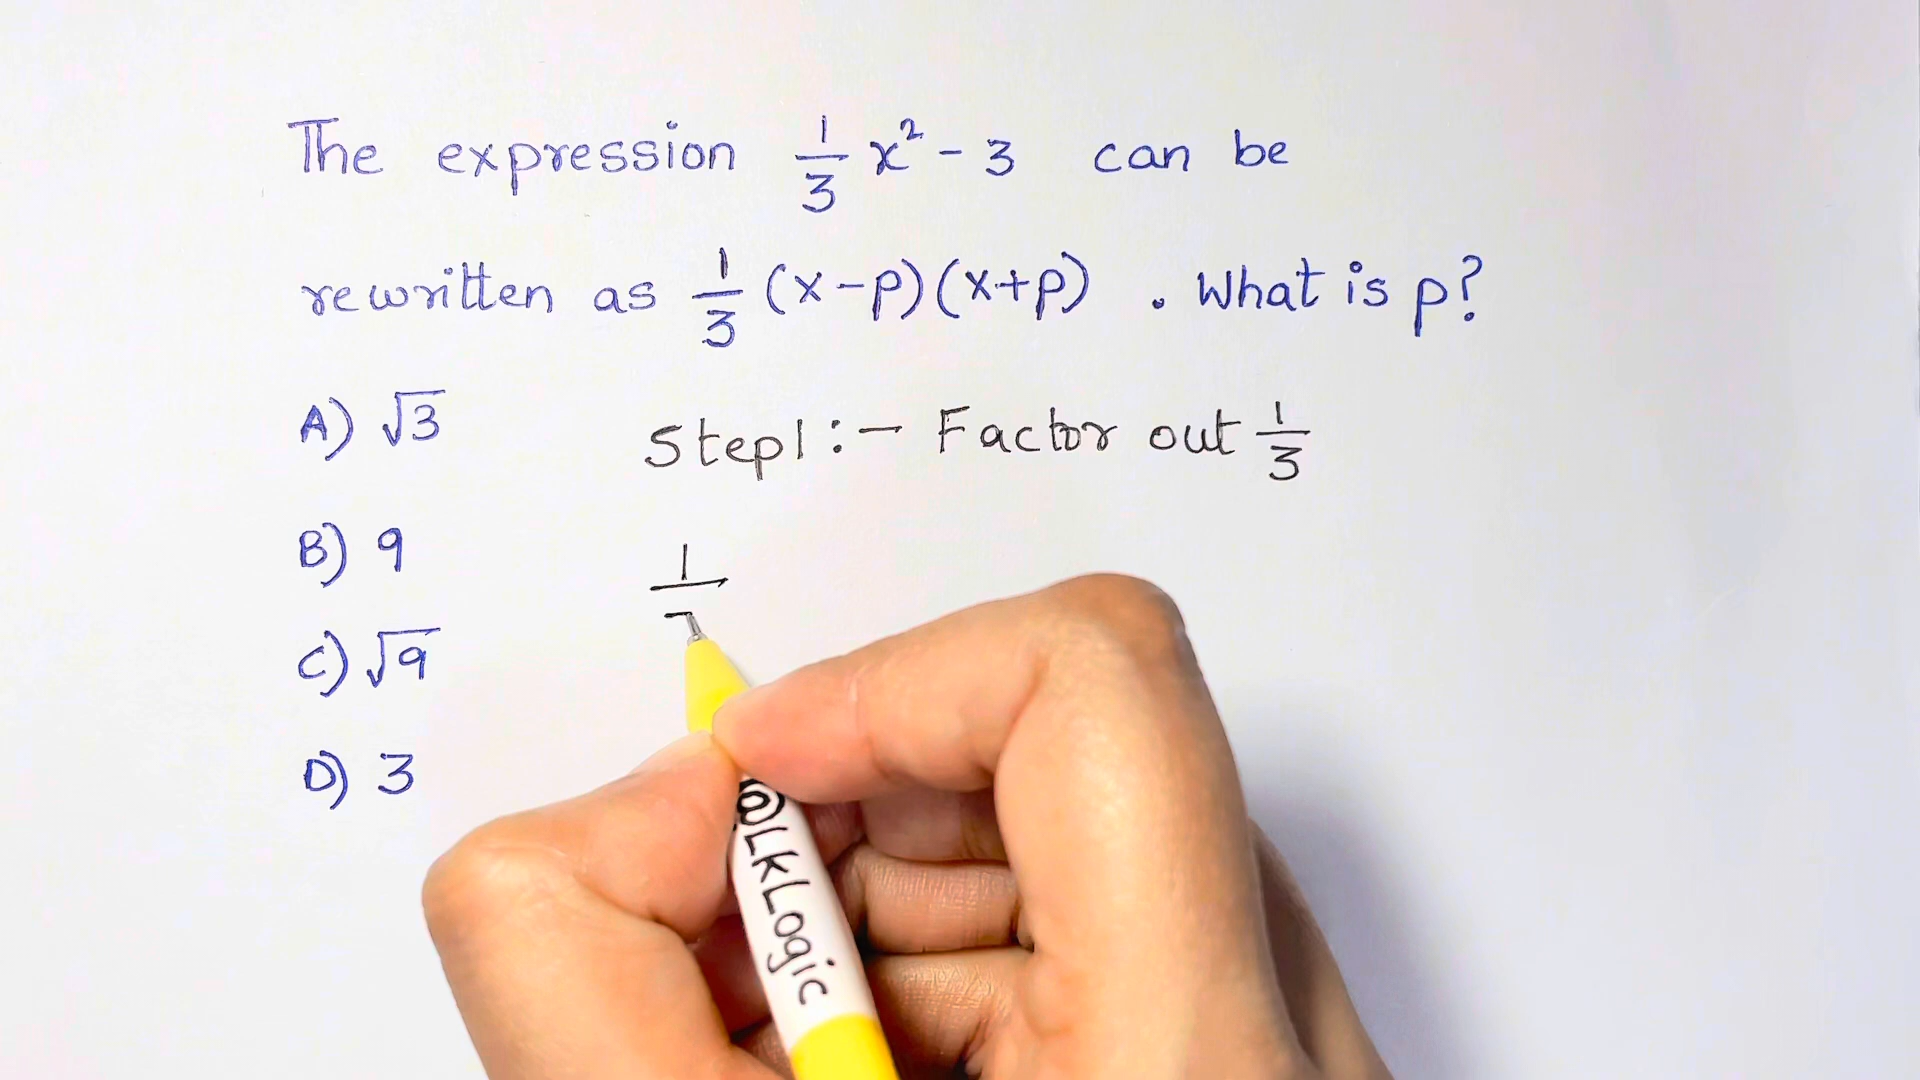 The expression 1/3 x² - 3 can be
rewritten as 1/3 (x-p)(x+p) . What is p?
A) √3
Step1:- Factor out 1/3
B) 9
1
C) √9
D) 3
@LKLogic